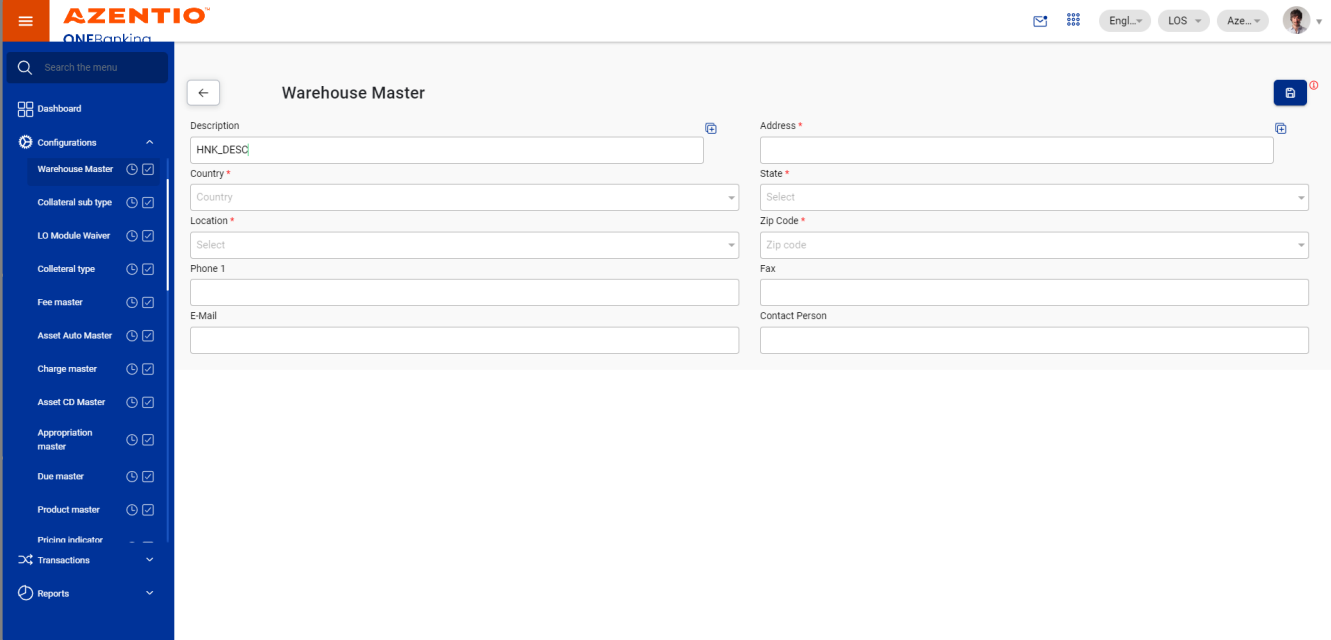 AZENTIO™
ONEBanking
Engl...
LOS
Aze...
Search the menu
Dashboard
Configurations
Warehouse Master
Collateral sub type
LO Module Waiver
Colleteral type
Fee master
Asset Auto Master
Charge master
Asset CD Master
Appropriation
master
Due master
Product master
Pricing indicator
Transactions
Reports
Warehouse Master
Description
HNK_DESC
Address *
Country *
Country
State *
Select
Location *
Select
Zip Code *
Zip code
Phone 1
Fax
E-Mail
Contact Person